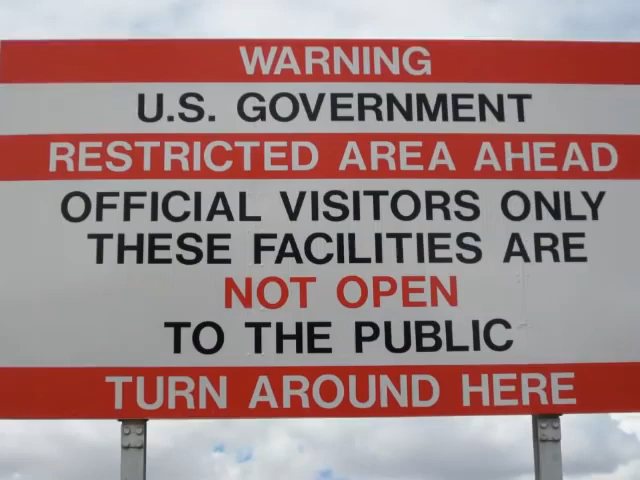 WARNING
U.S. GOVERNMENT
RESTRICTED AREA AHEAD
OFFICIAL VISITORS ONLY
THESE FACILITIES ARE
NOT OPEN
TO THE PUBLIC
TURN AROUND HERE